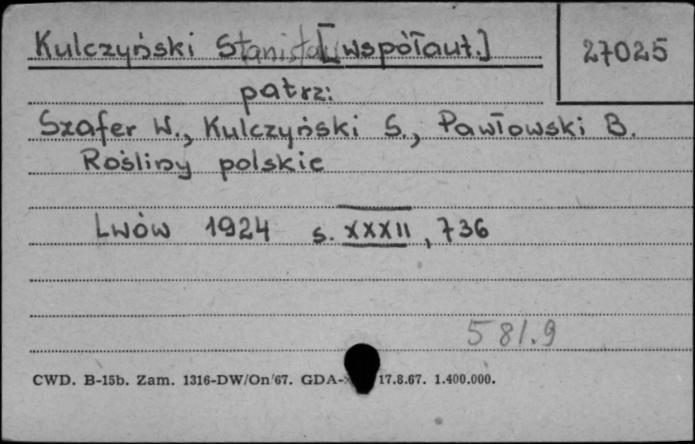 Kulczyński Stanisław [współaut.]
27025
patrz:
Szafer W., Kulczyński S., Pawłowski B.
Rośliny polskie
Lwów 1924 s. XXXII, 736
581.9
CWD. B-15b. Zam. 1316-DW/On/67. GDA- 17.8.67. 1.400.000.